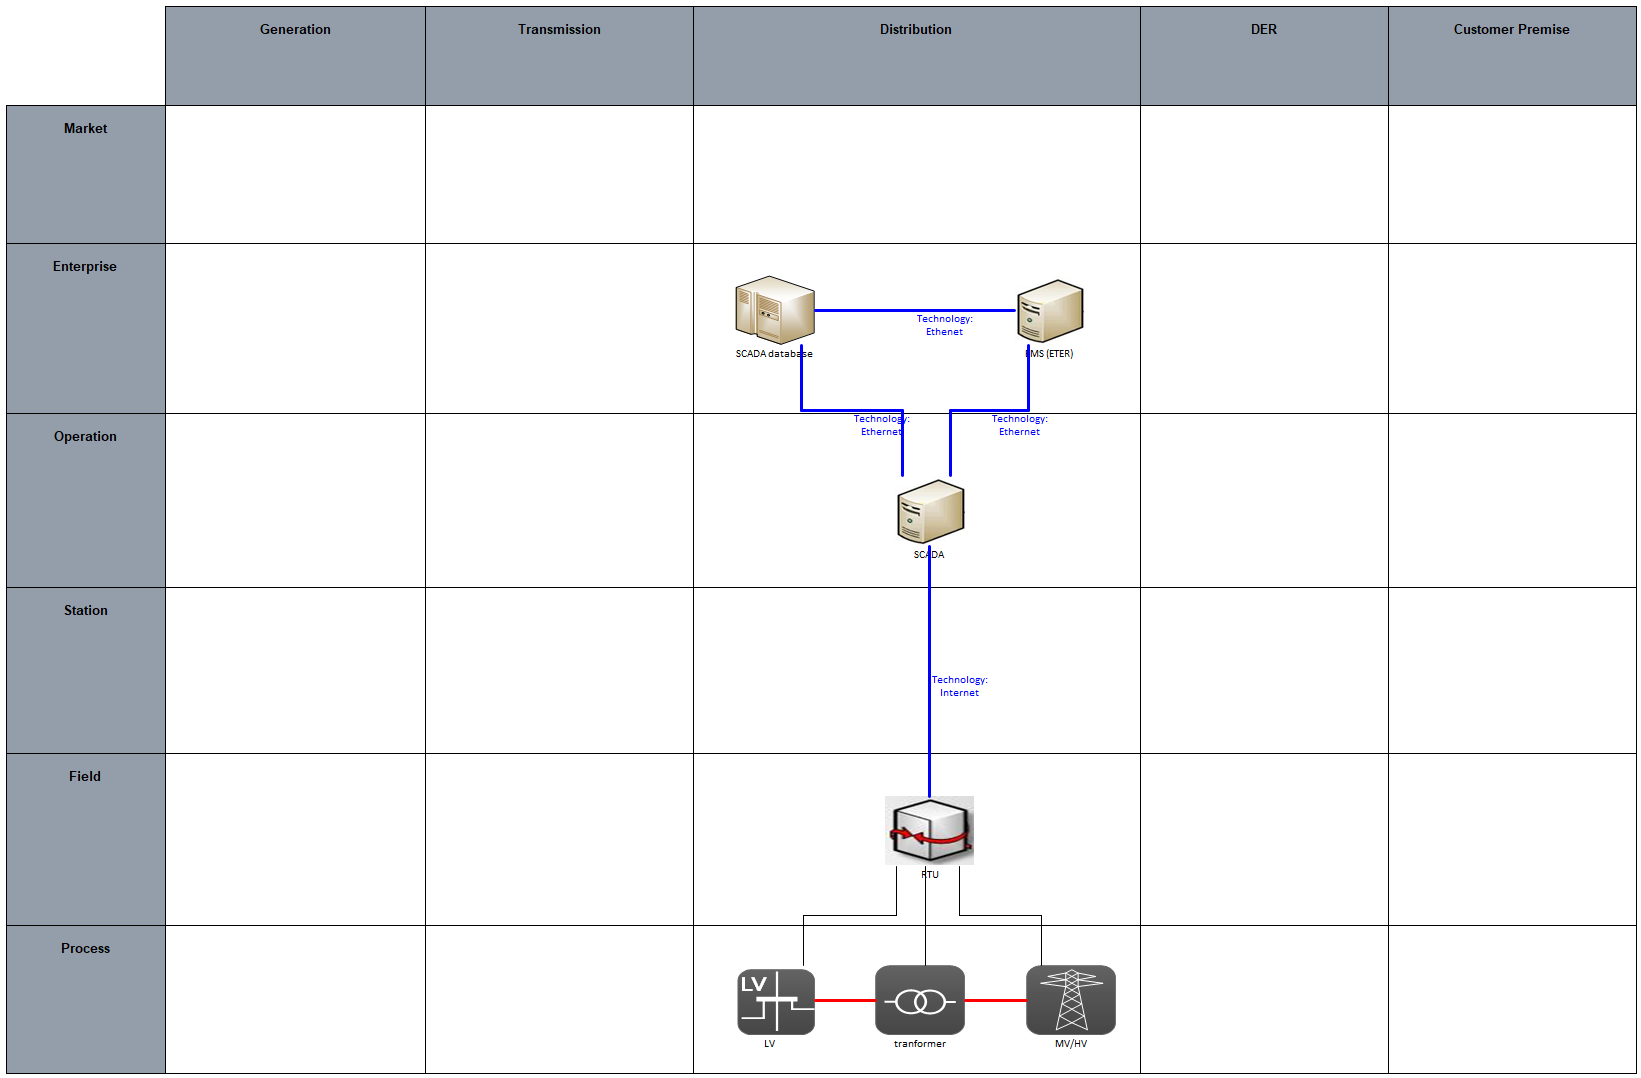 Generation
Transmission
Distribution
DER
Customer Premise
Market
Enterprise
SCADA database
Technology:
Ethenet
MS (ETER)
Operation
Technology:
Ethernet
Technology:
Ethernet
SCADA
Station
Technology:
Internet
Field
RTU
Process
LV
LV
tranformer
MV/HV